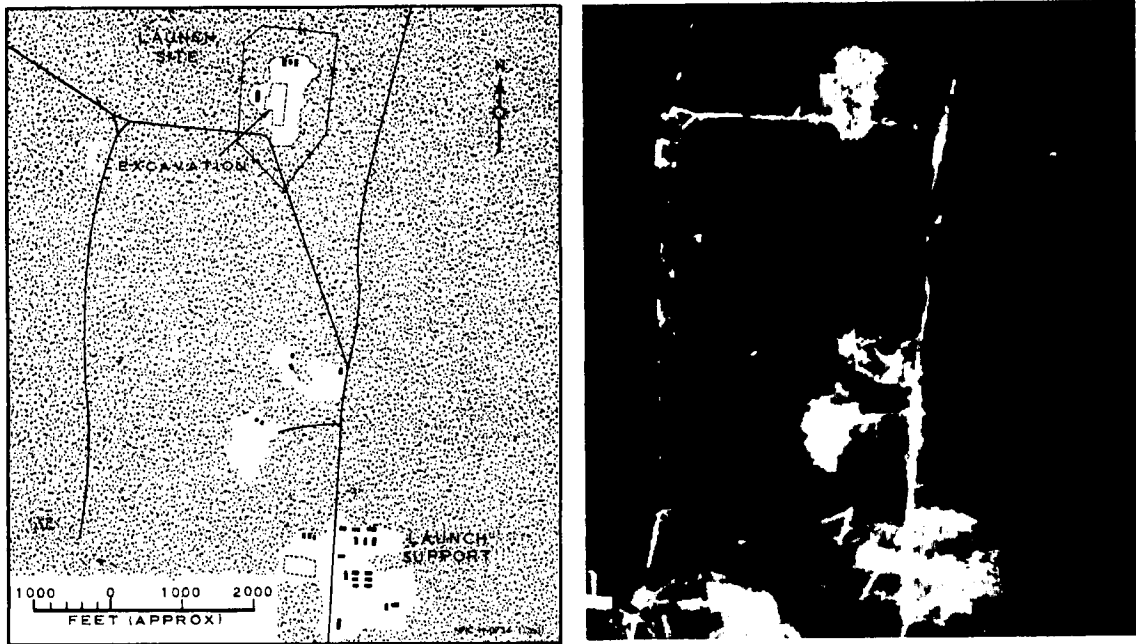 LAUNCH
SITE
N
EXCAVATION
LAUNCH
SUPPORT
1000 0 1000 2000
FEET (APPROX)